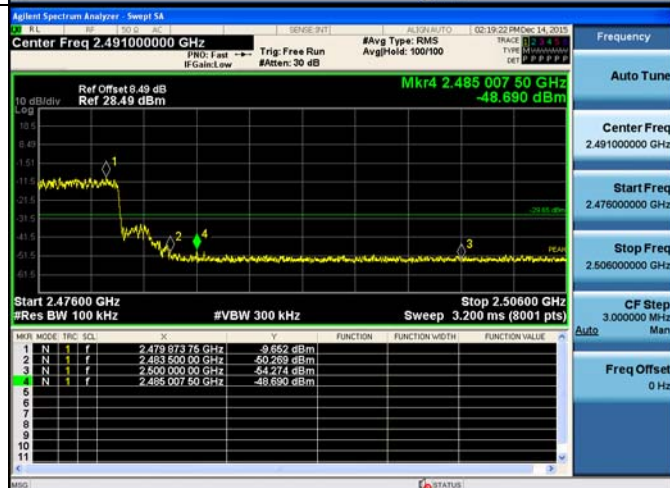 Agilent Spectrum Analyzer - Swept SA
RL RF 50 Ω AC SENSE:INT ALIGNAUTO 02:19:22 PM Dec 14, 2015
Center Freq 2.491000000 GHz #Avg Type: RMS TRACE 1 2 3 4 5 6
PNO: Fast Trig: Free Run Avg|Hold: 100/100 TYPE M
IFGain:Low #Atten: 30 dB DET P P P P P P
Ref Offset 8.49 dB Mkr4 2.485 007 50 GHz
10 dB/div Ref 28.49 dBm -48.690 dBm
Log
18.5
8.49
-1.51
-11.5
-21.5
-31.5
-41.5
-51.5
-61.5
1
2
4
3
PEAK
Start 2.47600 GHz Stop 2.50600 GHz
#Res BW 100 kHz #VBW 300 kHz Sweep 3.200 ms (8001 pts)
MKR MODE TRC SCL X Y FUNCTION FUNCTION WIDTH FUNCTION VALUE
1 N 1 f 2.479 873 75 GHz -9.652 dBm
2 N 1 f 2.483 500 00 GHz -50.269 dBm
3 N 1 f 2.500 000 00 GHz -54.274 dBm
4 N 1 f 2.485 007 50 GHz -48.690 dBm
5
6
7
8
9
10
11
MSG STATUS
Frequency
Auto Tune
Center Freq
2.491000000 GHz
Start Freq
2.476000000 GHz
Stop Freq
2.506000000 GHz
CF Step
3.000000 MHz
Auto Man
Freq Offset
0 Hz